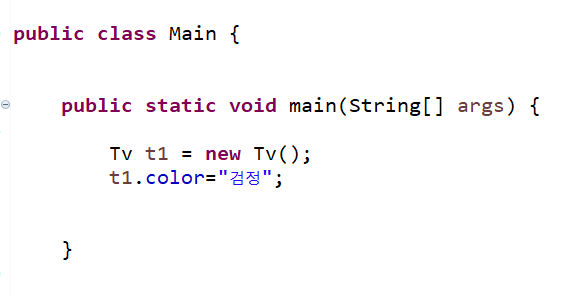 public class Main {
public static void main(String[] args) {
Tv t1 = new Tv();
t1.color="검정";
}